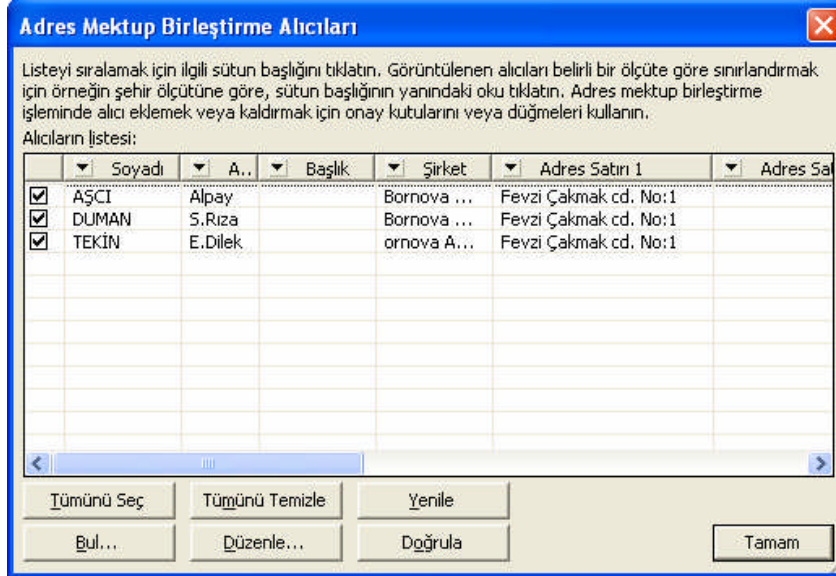 Adres Mektup Birleştirme Alıcıları
Listeyi sıralamak için ilgili sütun başlığını tıklatın. Görüntülenen alıcıları belirli bir ölçüte göre sınırlandırmak
için örneğin şehir ölçütüne göre, sütun başlığının yanındaki oku tıklatın. Adres mektup birleştirme
işleminde alıcı eklemek veya kaldırmak için onay kutularını veya düğmeleri kullanın.
Alıcıların listesi:
Soyadı A.. Başlık Şirket Adres Satırı 1 Adres Sa
AŞCI Alpay Bornova ... Fevzi Çakmak cd. No:1
DUMAN S.Rıza Bornova ... Fevzi Çakmak cd. No:1
TEKİN E.Dilek ornova A... Fevzi Çakmak cd. No:1
Tümünü Seç Tümünü Temizle Yenile
Bul... Düzenle... Doğrula Tamam